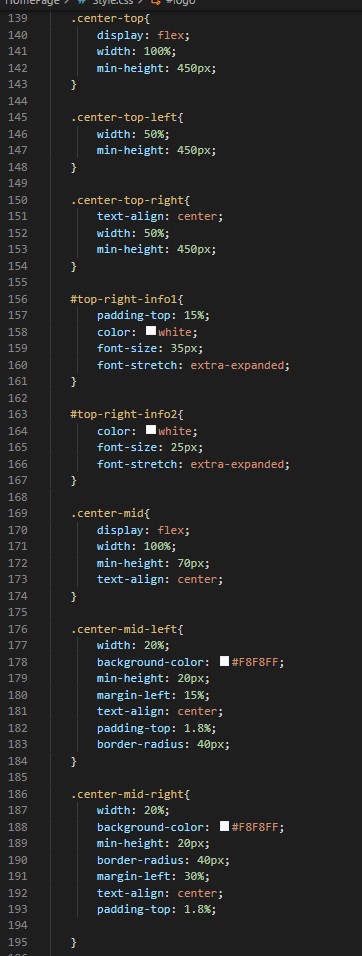 HomePage > # Style.css > #logo
139 .center-top{
140 display: flex;
141 width: 100%;
142 min-height: 450px;
143 }
144
145 .center-top-left{
146 width: 50%;
147 min-height: 450px;
148 }
149
150 .center-top-right{
151 text-align: center;
152 width: 50%;
153 min-height: 450px;
154 }
155
156 #top-right-info1{
157 padding-top: 15%;
158 color: white;
159 font-size: 35px;
160 font-stretch: extra-expanded;
161 }
162
163 #top-right-info2{
164 color: white;
165 font-size: 25px;
166 font-stretch: extra-expanded;
167 }
168
169 .center-mid{
170 display: flex;
171 width: 100%;
172 min-height: 70px;
173 text-align: center;
174 }
175
176 .center-mid-left{
177 width: 20%;
178 background-color: #F8F8FF;
179 min-height: 20px;
180 margin-left: 15%;
181 text-align: center;
182 padding-top: 1.8%;
183 border-radius: 40px;
184 }
185
186 .center-mid-right{
187 width: 20%;
188 background-color: #F8F8FF;
189 min-height: 20px;
190 border-radius: 40px;
191 margin-left: 30%;
192 text-align: center;
193 padding-top: 1.8%;
194
195 }